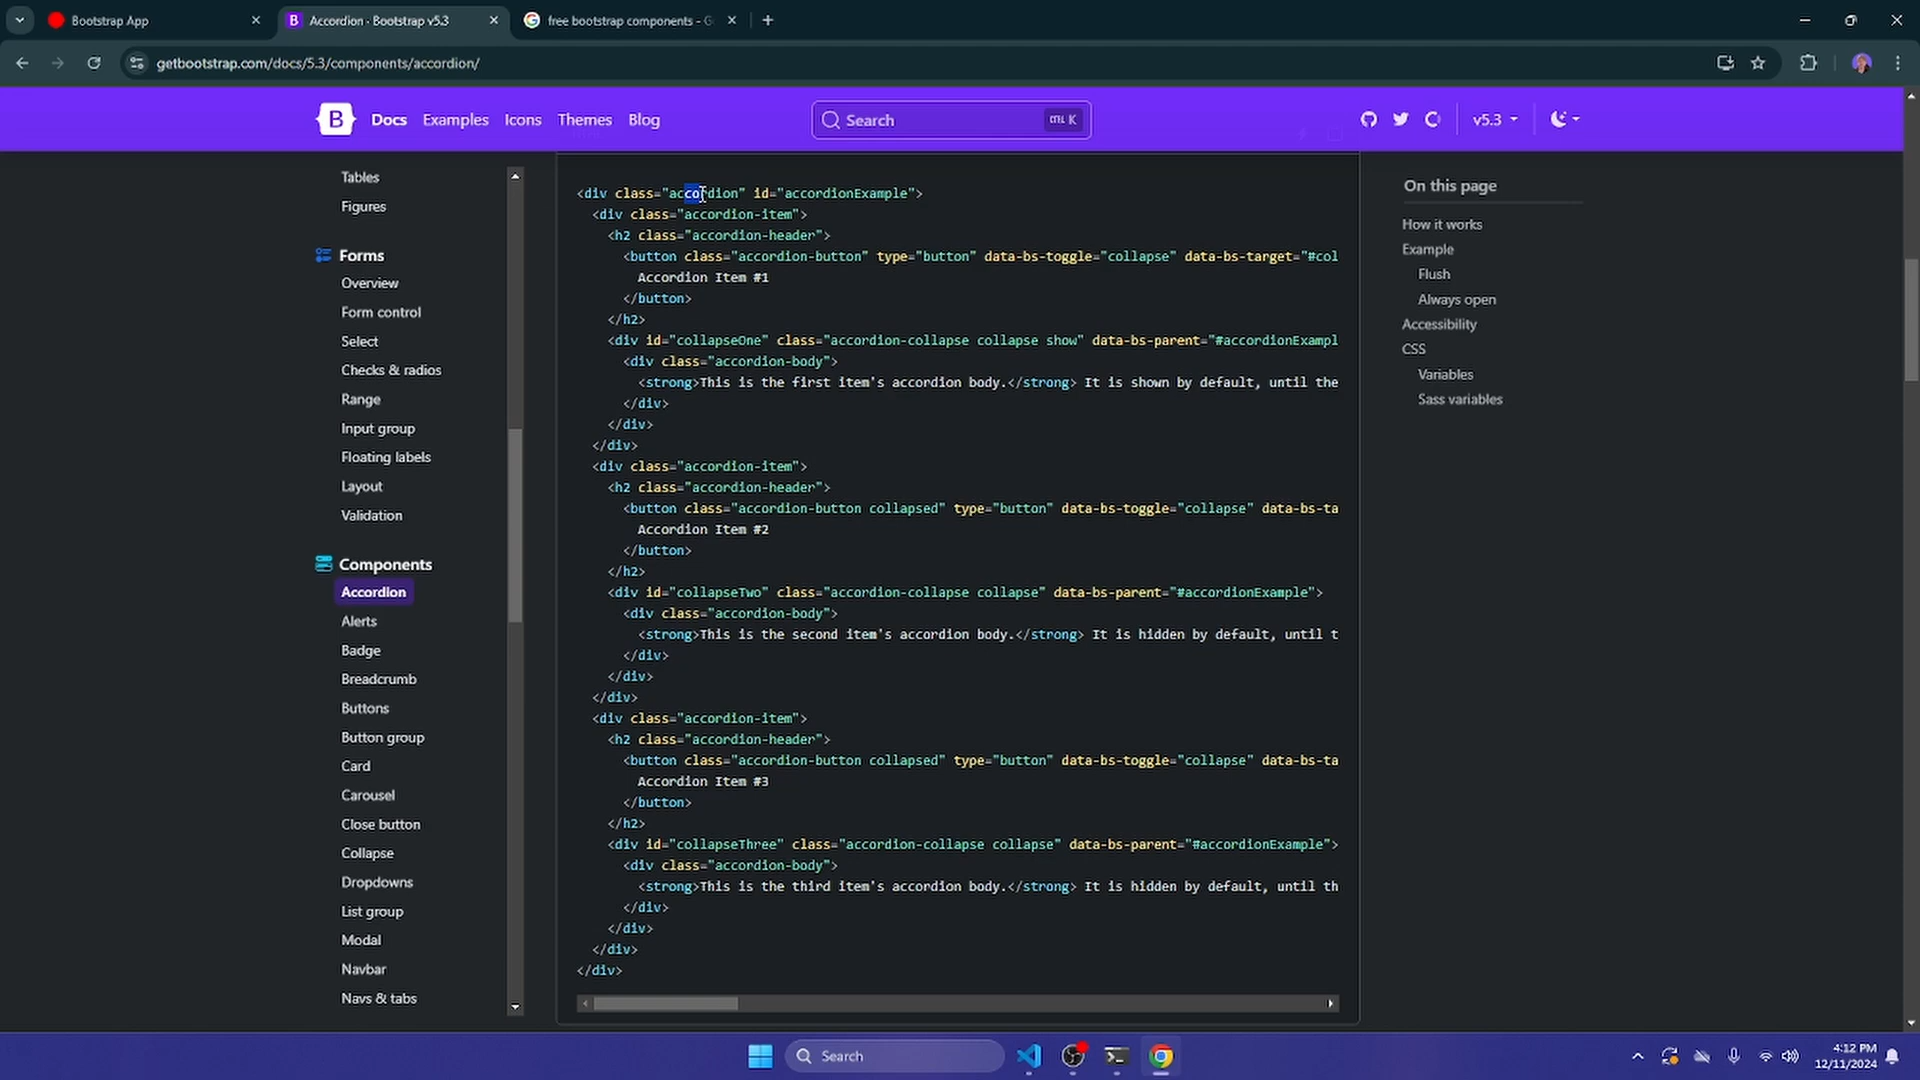 Bootstrap App
Accordion · Bootstrap v5.3
free bootstrap components - G
getbootstrap.com/docs/5.3/components/accordion/
B
Docs
Examples
Icons
Themes
Blog
Search
Ctrl K
v5.3
Tables
Figures
Forms
Overview
Form control
Select
Checks & radios
Range
Input group
Floating labels
Layout
Validation
Components
Accordion
Alerts
Badge
Breadcrumb
Buttons
Button group
Card
Carousel
Close button
Collapse
Dropdowns
List group
Modal
Navbar
Navs & tabs
<div class="accordion" id="accordionExample">
<div class="accordion-item">
<h2 class="accordion-header">
<button class="accordion-button" type="button" data-bs-toggle="collapse" data-bs-target="#col
Accordion Item #1
</button>
</h2>
<div id="collapseOne" class="accordion-collapse collapse show" data-bs-parent="#accordionExampl
<div class="accordion-body">
<strong>This is the first item's accordion body.</strong> It is shown by default, until the
</div>
</div>
</div>
<div class="accordion-item">
<h2 class="accordion-header">
<button class="accordion-button collapsed" type="button" data-bs-toggle="collapse" data-bs-ta
Accordion Item #2
</button>
</h2>
<div id="collapseTwo" class="accordion-collapse collapse" data-bs-parent="#accordionExample">
<div class="accordion-body">
<strong>This is the second item's accordion body.</strong> It is hidden by default, until t
</div>
</div>
</div>
<div class="accordion-item">
<h2 class="accordion-header">
<button class="accordion-button collapsed" type="button" data-bs-toggle="collapse" data-bs-ta
Accordion Item #3
</button>
</h2>
<div id="collapseThree" class="accordion-collapse collapse" data-bs-parent="#accordionExample">
<div class="accordion-body">
<strong>This is the third item's accordion body.</strong> It is hidden by default, until th
</div>
</div>
</div>
</div>
On this page
How it works
Example
Flush
Always open
Accessibility
CSS
Variables
Sass variables
Search
4:12 PM
12/11/2024